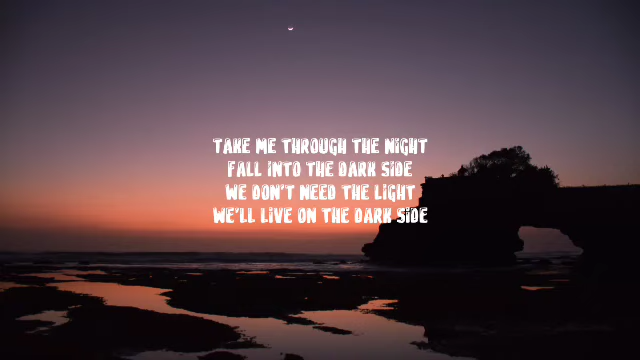 TAKE ME THROUGH THE NIGHT
FALL INTO THE DARK SIDE
WE DON'T NEED THE LIGHT
WE'LL LIVE ON THE DARK SIDE